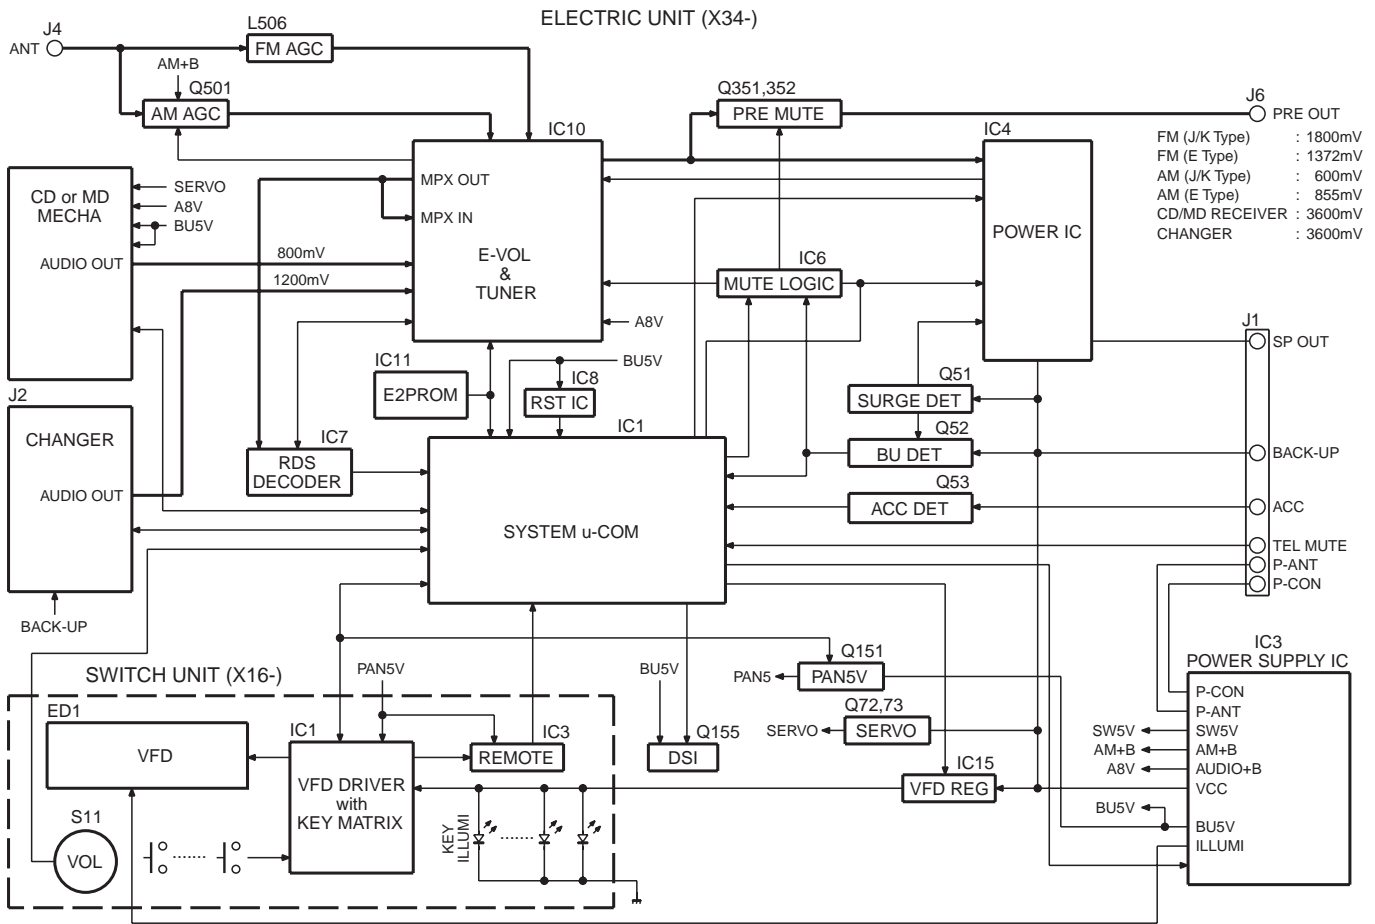 ELECTRIC UNIT (X34-)
J4
ANT
L506
FM AGC
AM+B
Q501
AM AGC
Q351,352
PRE MUTE
J6
PRE OUT
FM (J/K Type) : 1800mV
FM (E Type) : 1372mV
AM (J/K Type) : 600mV
AM (E Type) : 855mV
CD/MD RECEIVER : 3600mV
CHANGER : 3600mV
IC10
MPX OUT
MPX IN
E-VOL
&
TUNER
IC4
POWER IC
CD or MD
MECHA
SERVO
A8V
BU5V
AUDIO OUT
800mV
1200mV
IC6
MUTE LOGIC
A8V
J1
SP OUT
IC11
E2PROM
BU5V
IC8
RST IC
Q51
SURGE DET
J2
CHANGER
AUDIO OUT
IC7
RDS
DECODER
IC1
SYSTEM u-COM
Q52
BU DET
BACK-UP
Q53
ACC DET
ACC
TEL MUTE
P-ANT
P-CON
BACK-UP
SWITCH UNIT (X16-)
PAN5V
BU5V
PAN5
Q151
PAN5V
IC3
POWER SUPPLY IC
P-CON
P-ANT
SW5V
SW5V
AM+B
AM+B
A8V
AUDIO+B
VCC
BU5V
BU5V
ILLUMI
ED1
VFD
IC1
VFD DRIVER
with
KEY MATRIX
IC3
REMOTE
Q155
DSI
SERVO
Q72,73
SERVO
IC15
VFD REG
S11
VOL
KEY
ILLUMI